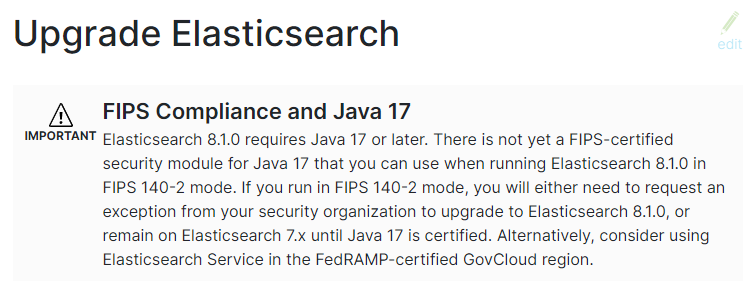 Upgrade Elasticsearch
edit
FIPS Compliance and Java 17
IMPORTANT
Elasticsearch 8.1.0 requires Java 17 or later. There is not yet a FIPS-certified
security module for Java 17 that you can use when running Elasticsearch 8.1.0 in
FIPS 140-2 mode. If you run in FIPS 140-2 mode, you will either need to request an
exception from your security organization to upgrade to Elasticsearch 8.1.0, or
remain on Elasticsearch 7.x until Java 17 is certified. Alternatively, consider using
Elasticsearch Service in the FedRAMP-certified GovCloud region.